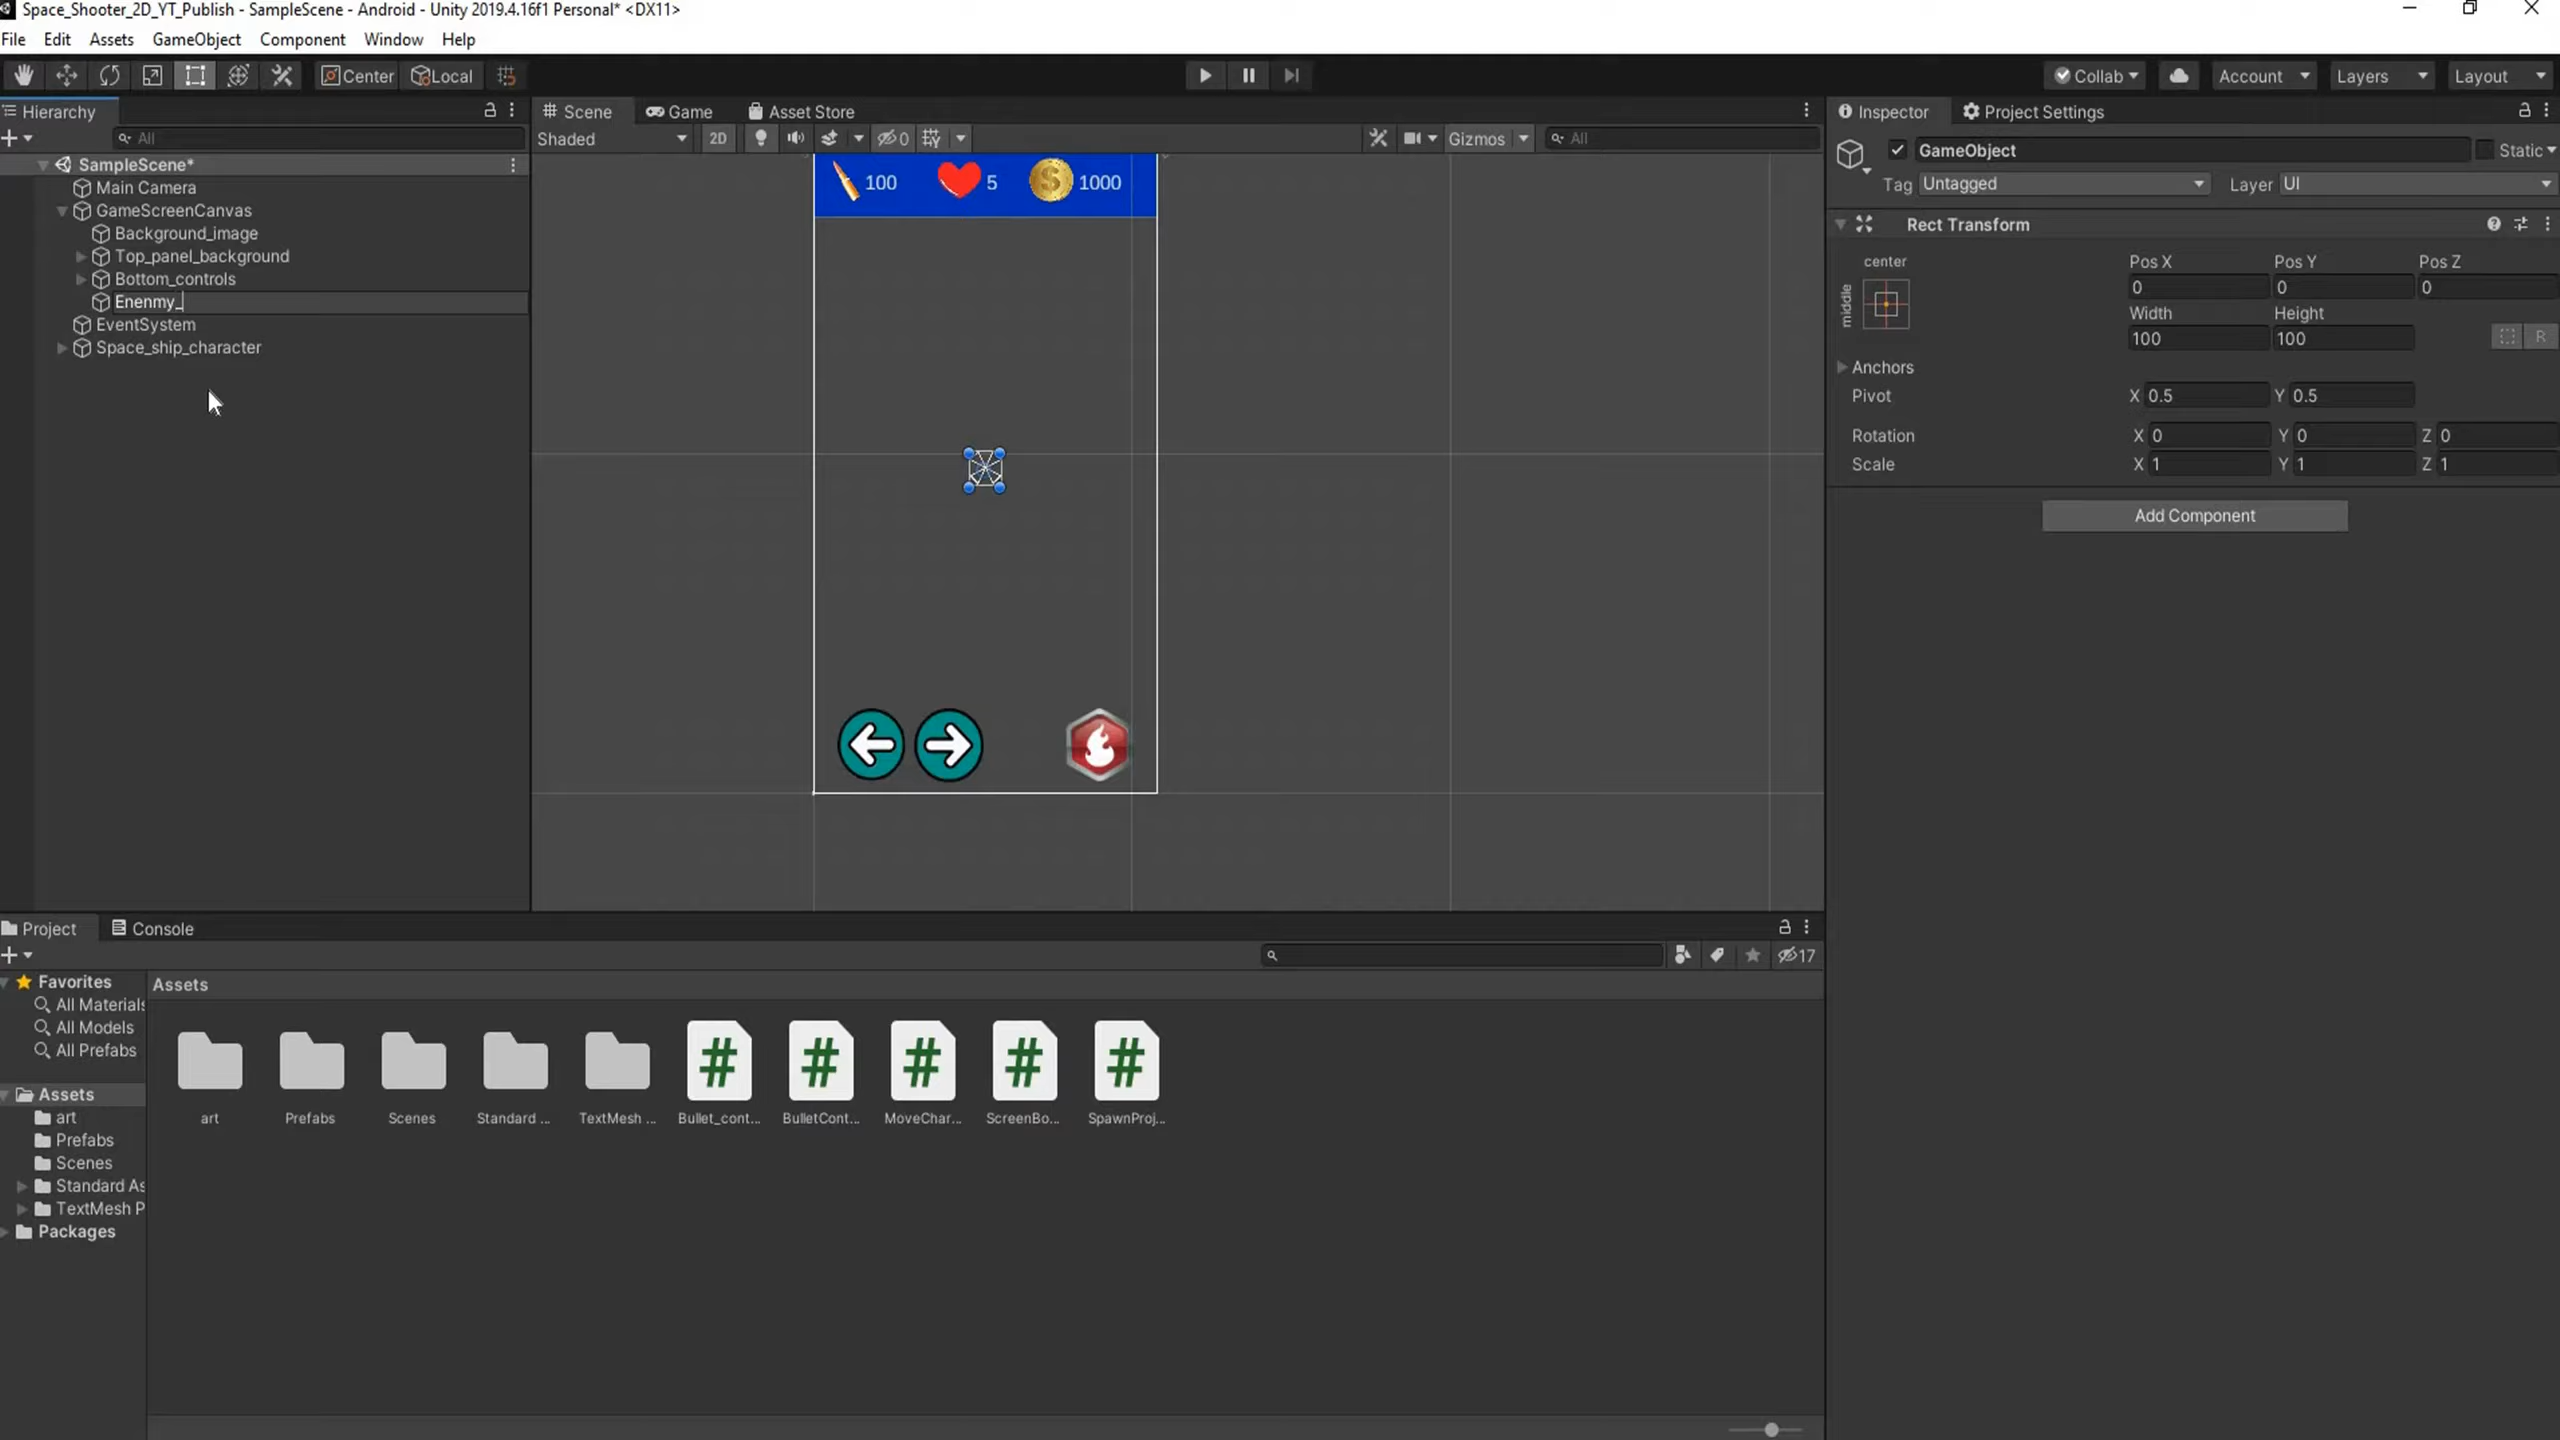 Space_Shooter_2D_YT_Publish - SampleScene - Android - Unity 2019.4.16f1 Personal* <DX11>
File Edit Assets GameObject Component Window Help
Center Local Collab Account Layers Layout
Hierarchy
All
SampleScene*
Main Camera
GameScreenCanvas
Background_image
Top_panel_background
Bottom_controls
Enenmy_
EventSystem
Space_ship_character
Scene Game Asset Store
Shaded 2D 0 Gizmos All
100 5 1000
Inspector Project Settings
GameObject Static
Tag Untagged Layer UI
Rect Transform
center Pos X Pos Y Pos Z
middle 0 0 0
Width Height
100 100 R
Anchors
Pivot X 0.5 Y 0.5
Rotation X 0 Y 0 Z 0
Scale X 1 Y 1 Z 1
Add Component
Project Console
17
Favorites
All Materials
All Models
All Prefabs
Assets
art
Prefabs
Scenes
Standard As
TextMesh P
Packages
Assets
art Prefabs Scenes Standard ... TextMesh ... Bullet_cont... BulletCont... MoveChar... ScreenBo... SpawnProj...